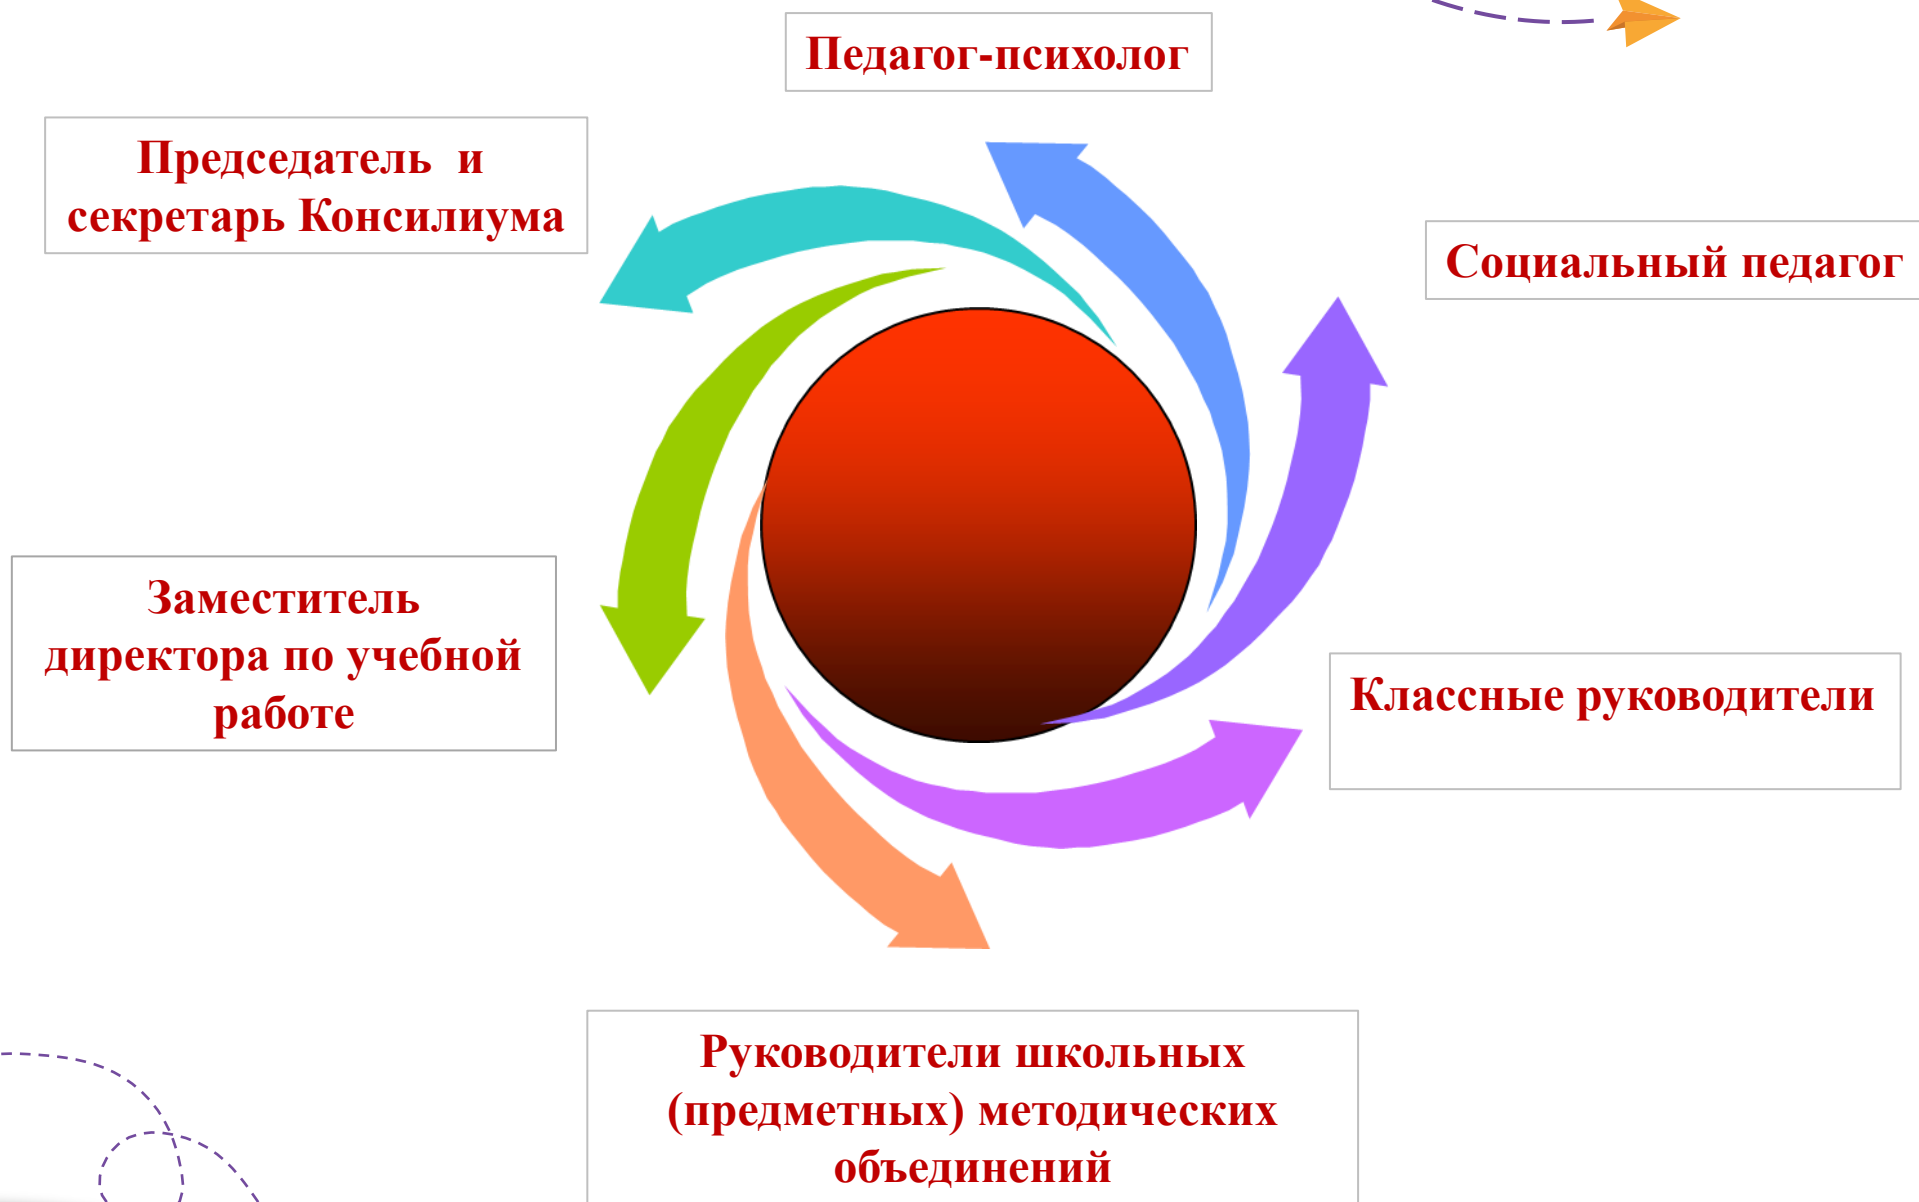 Педагог-психолог
Председатель и
секретарь Консилиума
Социальный педагог
Заместитель
директора по учебной
работе
Классные руководители
Руководители школьных
(предметных) методических
объединений